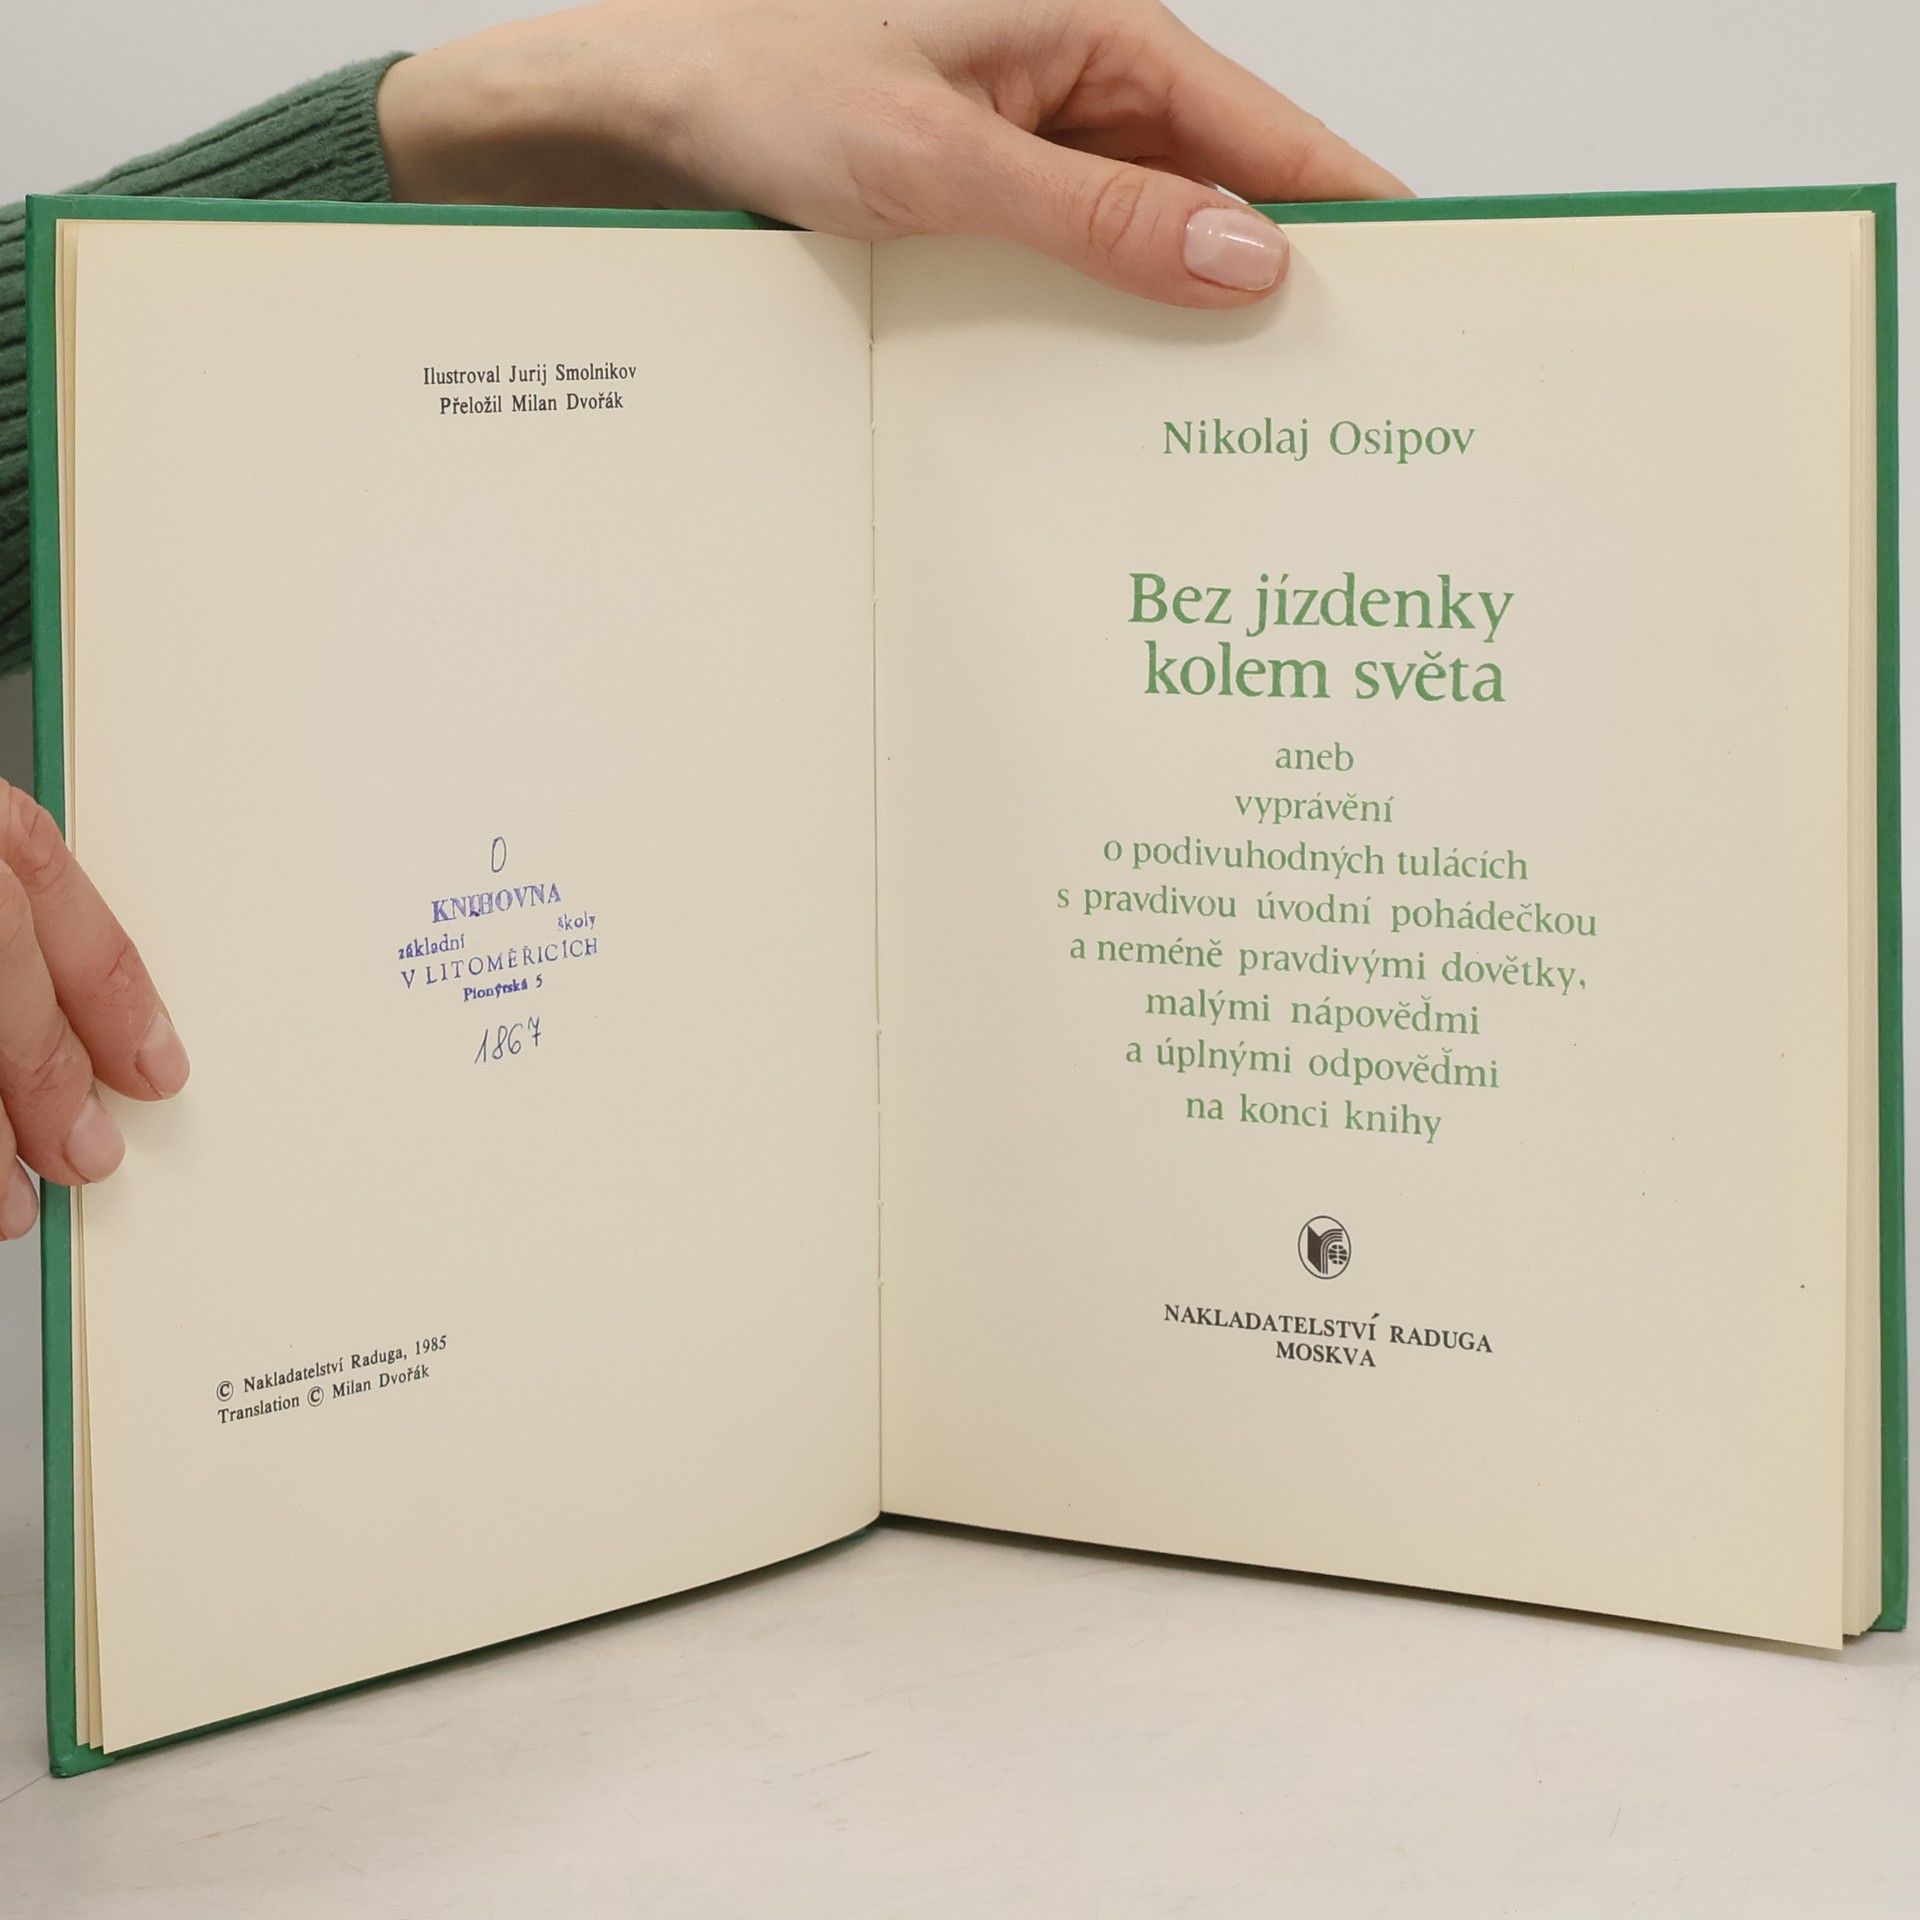 Ilustroval Jurij Smolnikov
Přeložil Milan Dvořák
0
KNIHOVNA
základní školy
V LITOMĚŘICÍCH
Pionýrská 5
1867
© Nakladatelství Raduga, 1985
Translation © Milan Dvořák
Nikolaj Osipov
Bez jízdenky
kolem světa
aneb
vyprávění
o podivuhodných tulácích
s pravdivou úvodní pohádečkou
a neméně pravdivými dovětky,
malými nápověďmi
a úplnými odpověďmi
na konci knihy
NAKLADATELSTVÍ RADUGA
MOSKVA